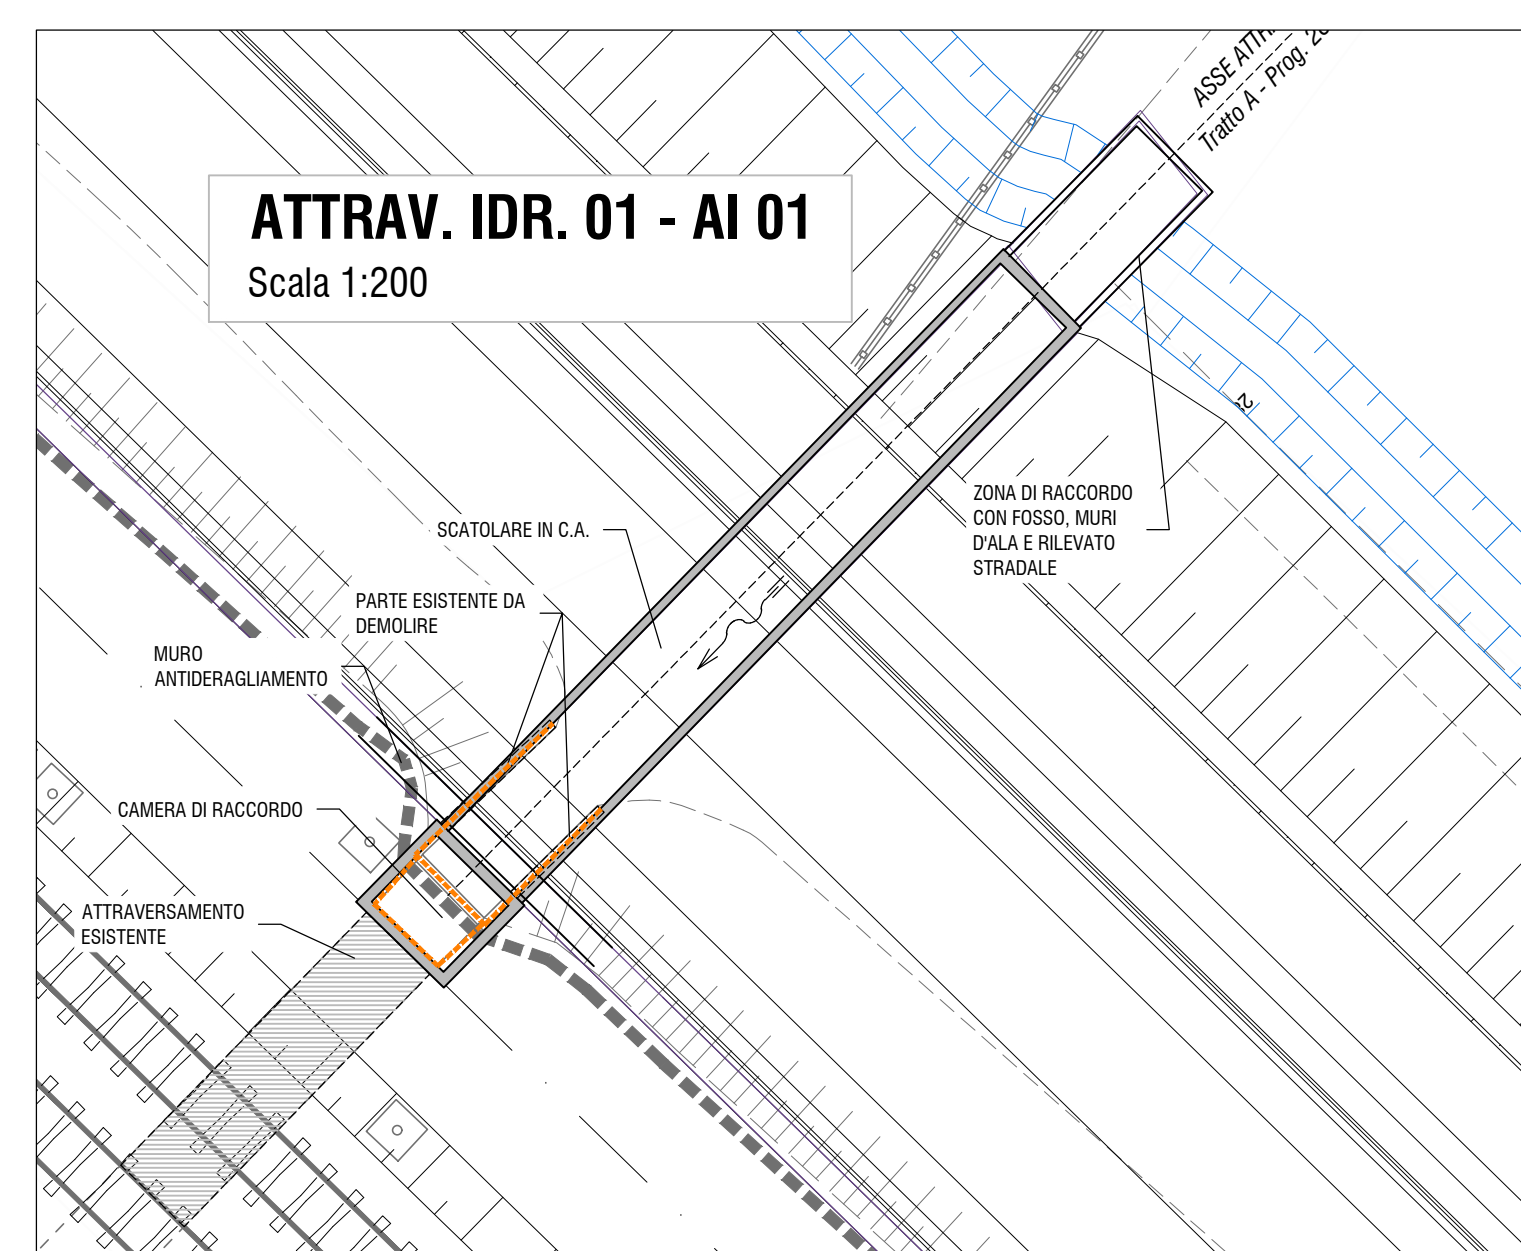 ASSE
Tratto A - Prog.
ATTRAV. IDR. 01 - AI 01
Scala 1:200
ZONA DI RACCORDO
CON FOSSO, MURI
D'ALA E RILEVATO
STRADALE
SCATOLARE IN C.A.
PARTE ESISTENTE DA
DEMOLIRE
MURO
ANTIDERAGLIAMENTO
CAMERA DI RACCORDO
ATTRAVERSAMENTO
ESISTENTE